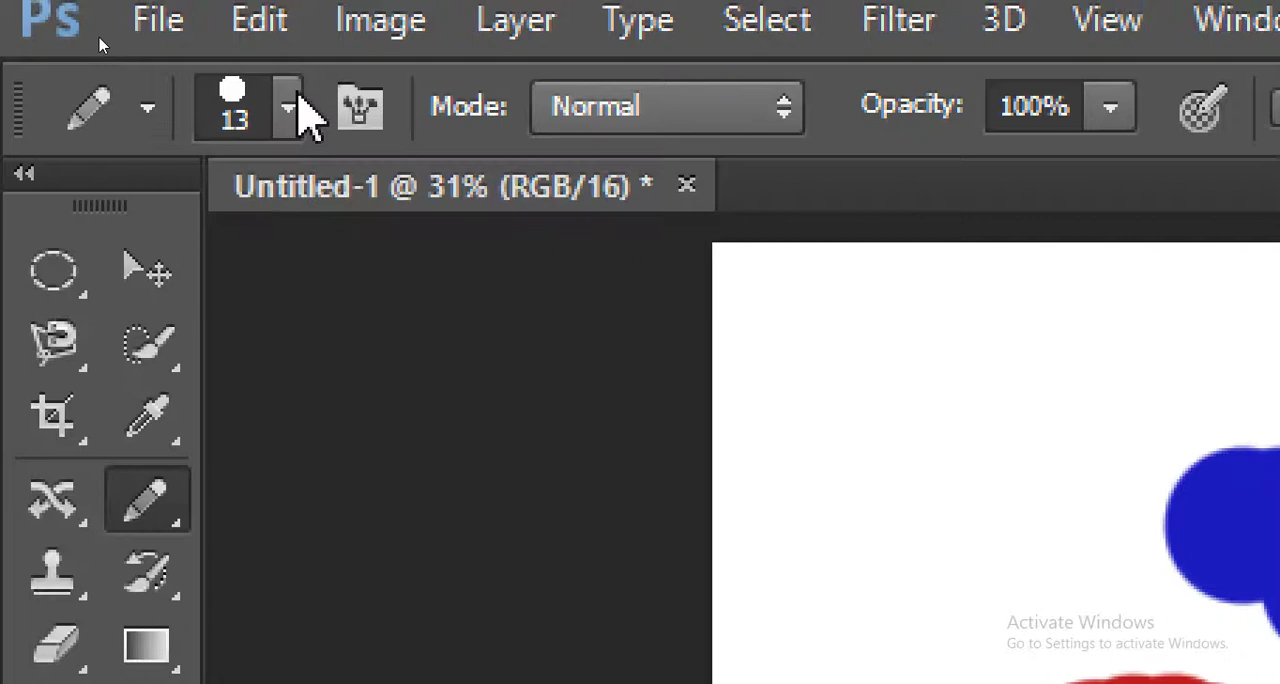 Ps File Edit Image Layer Type Select Filter 3D View
13 Mode: Normal Opacity: 100%
Untitled-1 @ 31% (RGB/16) *
Activate Windows
Go to Settings to activate Windows.